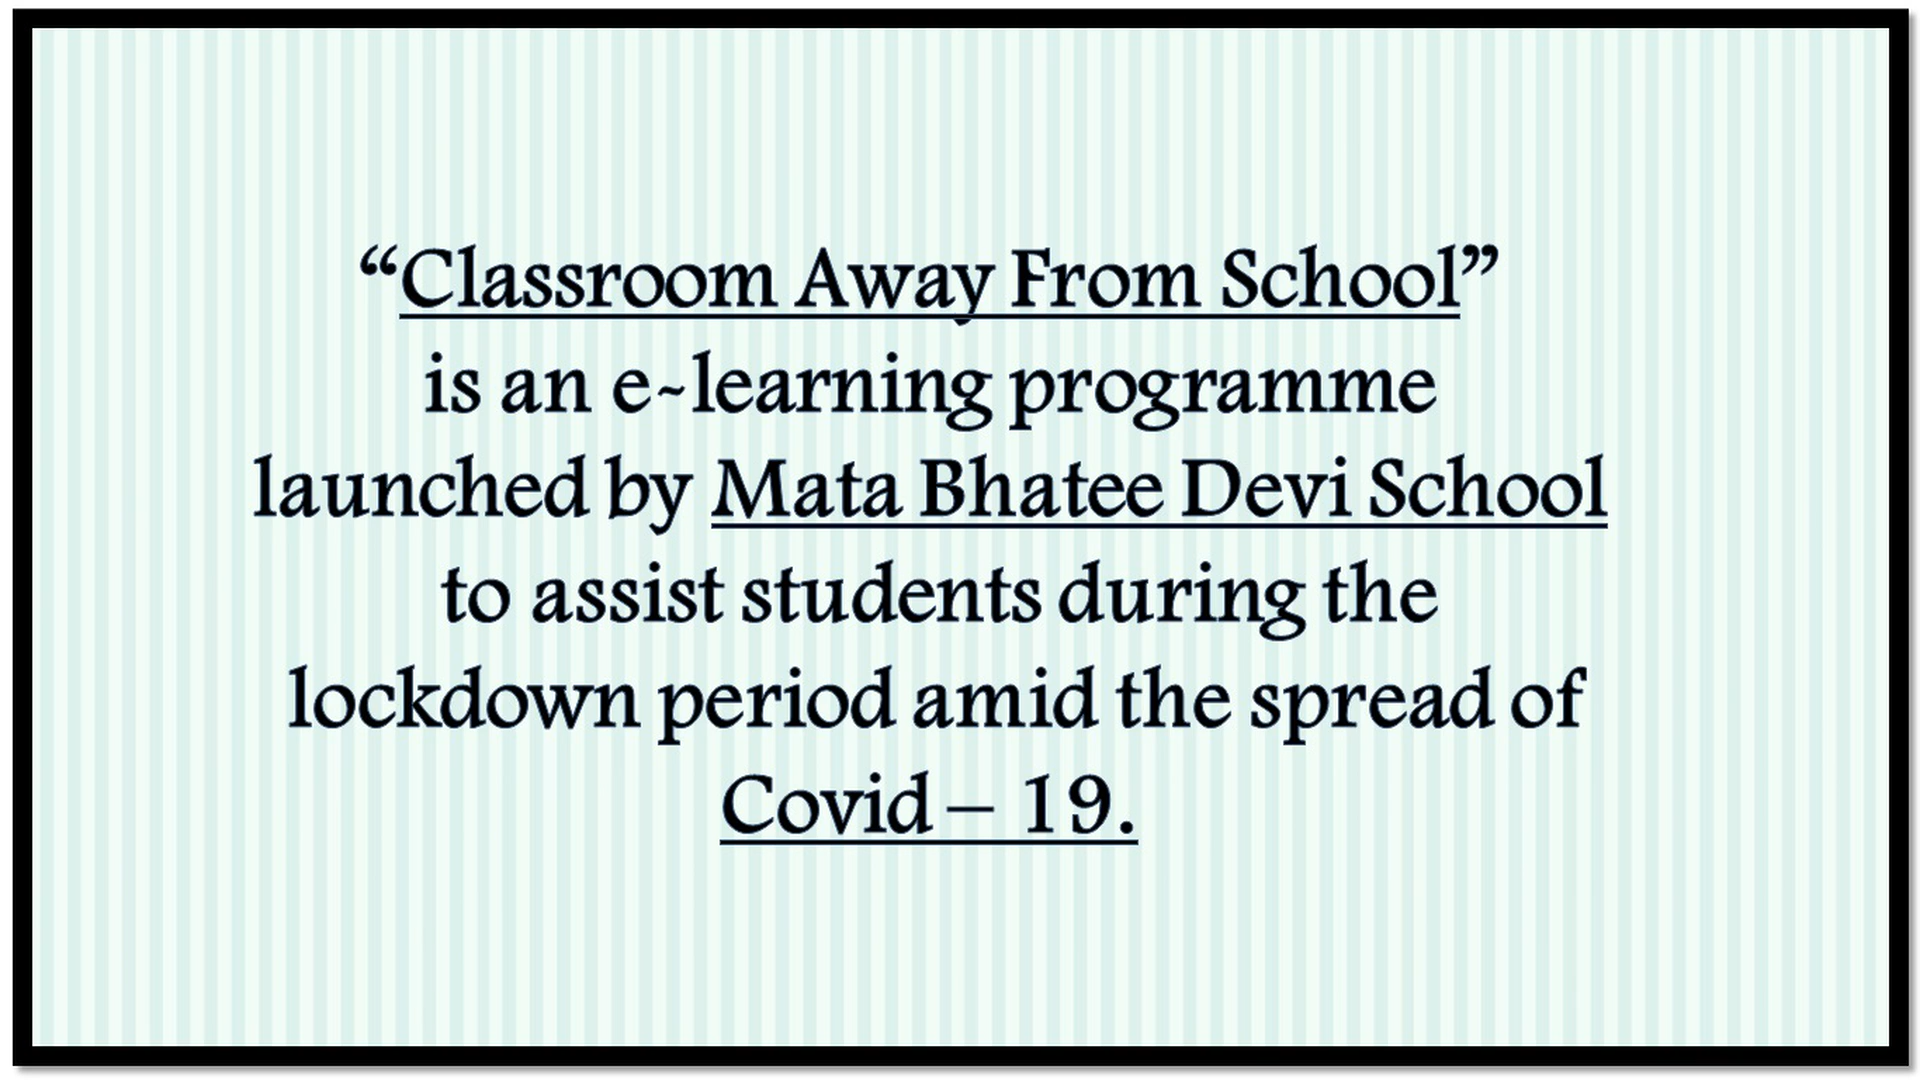 “Classroom Away From School”
is an e-learning programme
launched by Mata Bhatee Devi School
to assist students during the
lockdown period amid the spread of
Covid – 19.